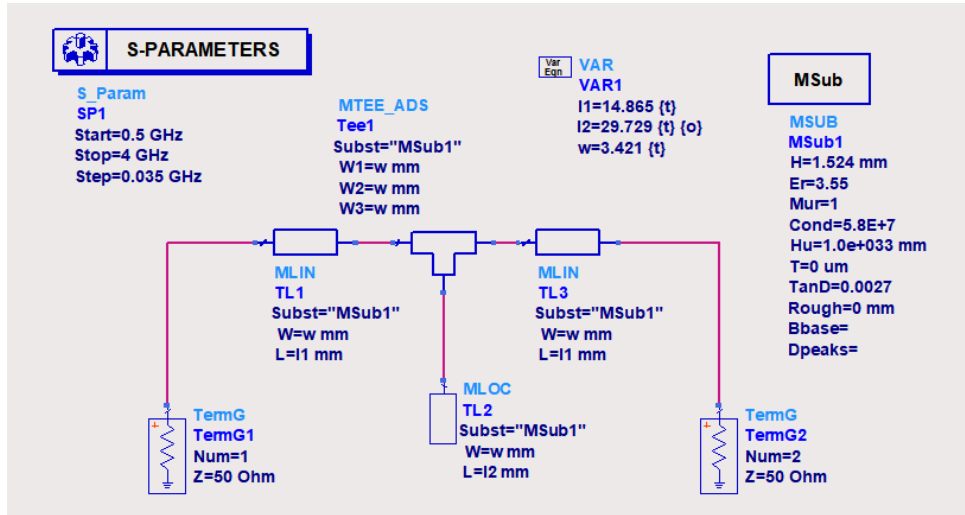 S-PARAMETERS
S_Param
SP1
Start=0.5 GHz
Stop=4 GHz
Step=0.035 GHz
MTEE_ADS
Tee1
Subst="MSub1"
W1=w mm
W2=w mm
W3=w mm
Var
Eqn
VAR
VAR1
l1=14.865 {t}
l2=29.729 {t} {o}
w=3.421 {t}
MSub
MSUB
MSub1
H=1.524 mm
Er=3.55
Mur=1
Cond=5.8E+7
Hu=1.0e+033 mm
T=0 um
TanD=0.0027
Rough=0 mm
Bbase=
Dpeaks=
MLIN
TL1
Subst="MSub1"
W=w mm
L=l1 mm
MLIN
TL3
Subst="MSub1"
W=w mm
L=l1 mm
MLOC
TL2
Subst="MSub1"
W=w mm
L=l2 mm
+
TermG
TermG1
Num=1
Z=50 Ohm
+
TermG
TermG2
Num=2
Z=50 Ohm